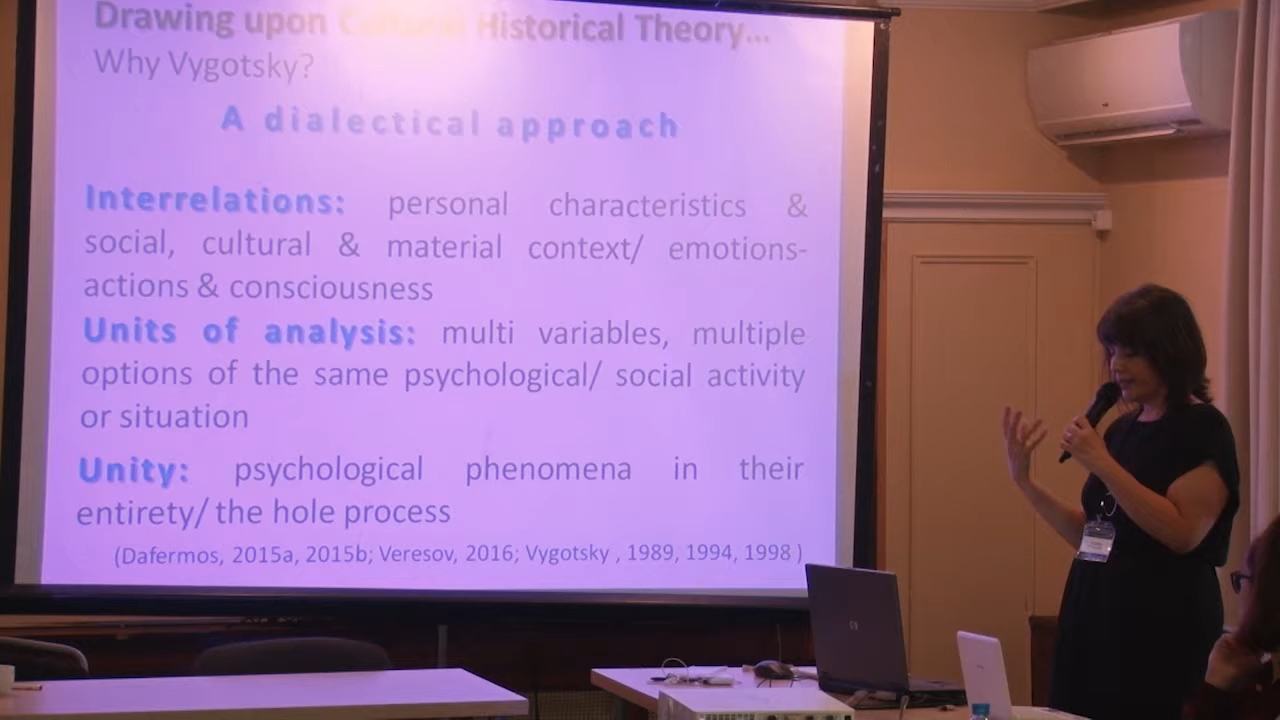 Drawing upon Cultural Historical Theory...
Why Vygotsky?
A dialectical approach
Interrelations: personal characteristics &
social, cultural & material context/ emotions-
actions & consciousness
Units of analysis: multi variables, multiple
options of the same psychological/ social activity
or situation
Unity: psychological phenomena in their
entirety/ the hole process
(Dafermos, 2015a, 2015b; Veresov, 2016; Vygotsky , 1989, 1994, 1998 )
hp